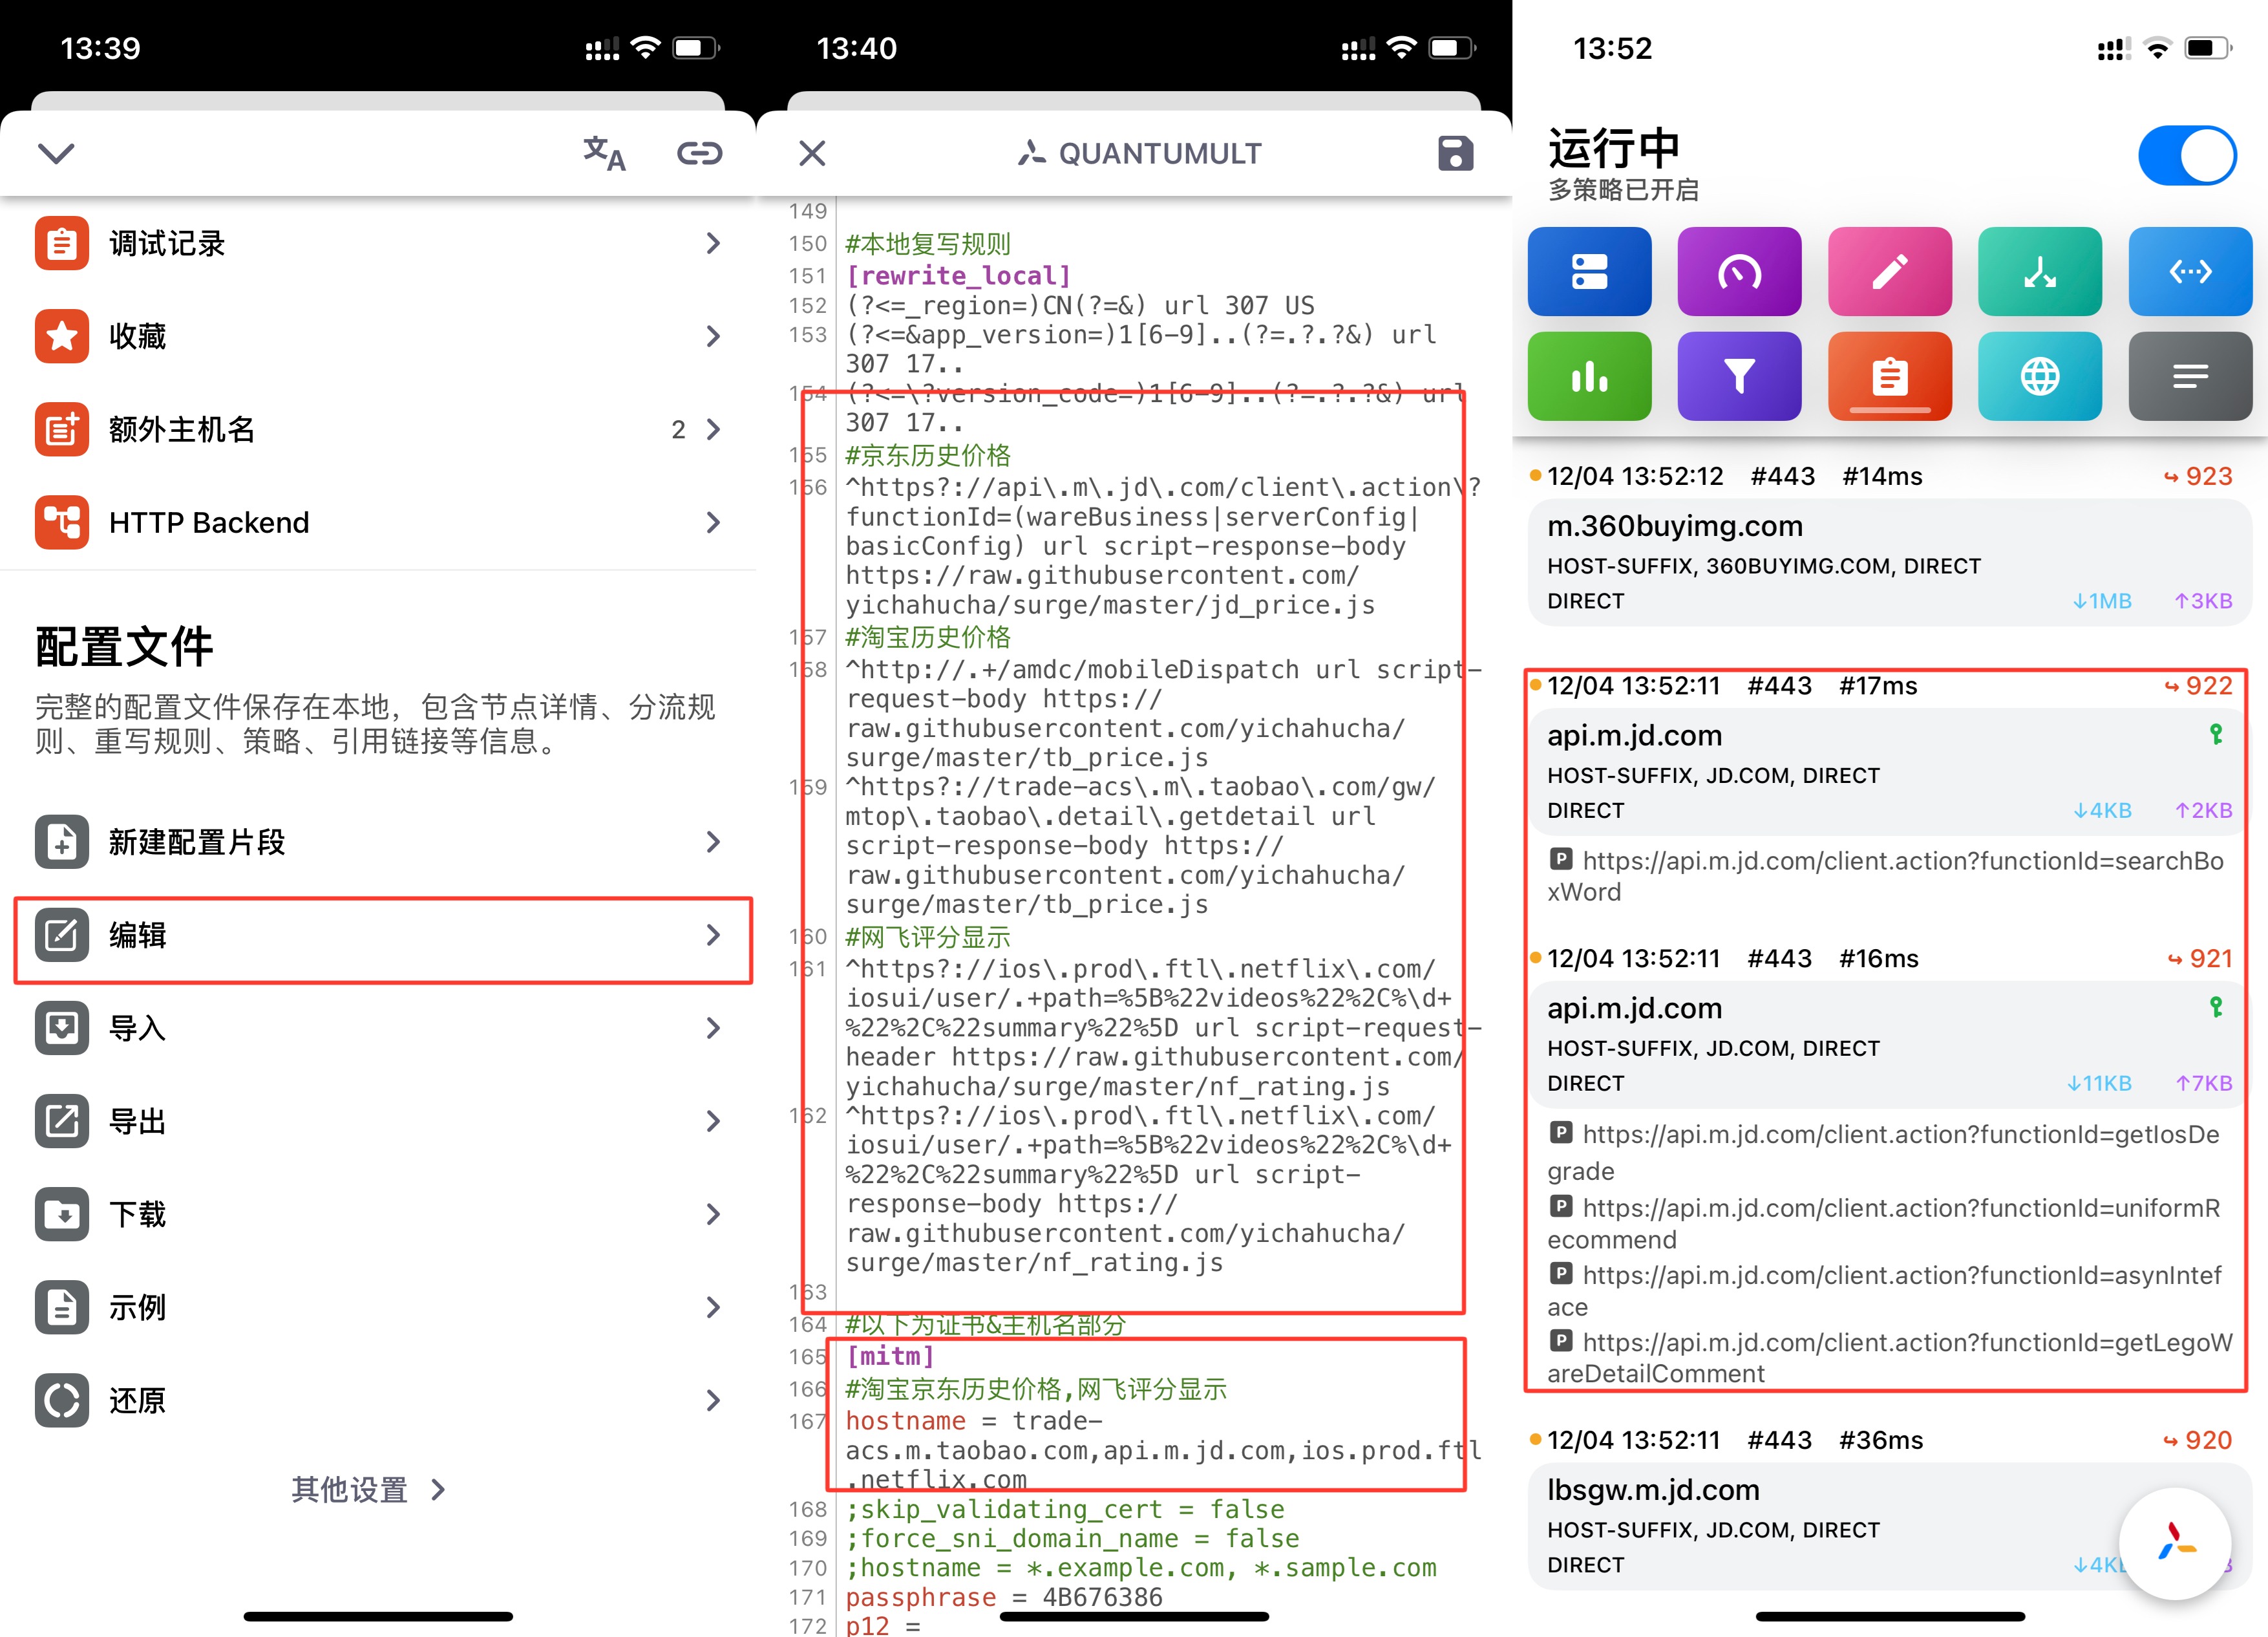 13:39
文A
调试记录
收藏
额外主机名 2
HTTP Backend
配置文件
完整的配置文件保存在本地，包含节点详情、分流规
则、重写规则、策略、引用链接等信息。
新建配置片段
编辑
导入
导出
下载
示例
还原
其他设置
13:40
QUANTUMULT
149
150 #本地复写规则
151 [rewrite_local]
152 (?<=_region=)CN(?=&) url 307 US
153 (?<=&app_version=)1[6-9]..(?=.?.?&) url
307 17..
154 (?<=\?version_code=)1[6-9]..(?=.?.?&) url
307 17..
155 #京东历史价格
156 ^https?://api\.m\.jd\.com/client\.action\?
functionId=(wareBusiness|serverConfig|
basicConfig) url script-response-body
https://raw.githubusercontent.com/
yichahucha/surge/master/jd_price.js
157 #淘宝历史价格
158 ^http://.+/amdc/mobileDispatch url script-
request-body https://
raw.githubusercontent.com/yichahucha/
surge/master/tb_price.js
159 ^https?://trade-acs\.m\.taobao\.com/gw/
mtop\.taobao\.detail\.getdetail url
script-response-body https://
raw.githubusercontent.com/yichahucha/
surge/master/tb_price.js
160 #网飞评分显示
161 ^https?://ios\.prod\.ftl\.netflix\.com/
iosui/user/.+path=%5B%22videos%22%2C%\d+
%22%2C%22summary%22%5D url script-request-
header https://raw.githubusercontent.com/
yichahucha/surge/master/nf_rating.js
162 ^https?://ios\.prod\.ftl\.netflix\.com/
iosui/user/.+path=%5B%22videos%22%2C%\d+
%22%2C%22summary%22%5D url script-
response-body https://
raw.githubusercontent.com/yichahucha/
surge/master/nf_rating.js
163
164 #以下为证书&主机名部分
165 [mitm]
166 #淘宝京东历史价格,网飞评分显示
167 hostname = trade-
acs.m.taobao.com,api.m.jd.com,ios.prod.ftl
.netflix.com
168 ;skip_validating_cert = false
169 ;force_sni_domain_name = false
170 ;hostname = *.example.com, *.sample.com
171 passphrase = 4B676386
172 p12 =
13:52
运行中
多策略已开启
12/04 13:52:12 #443 #14ms ↪ 923
m.360buyimg.com
HOST-SUFFIX, 360BUYIMG.COM, DIRECT
DIRECT ↓1MB ↑3KB
12/04 13:52:11 #443 #17ms ↪ 922
api.m.jd.com
HOST-SUFFIX, JD.COM, DIRECT
DIRECT ↓4KB ↑2KB
P https://api.m.jd.com/client.action?functionId=searchBo
xWord
12/04 13:52:11 #443 #16ms ↪ 921
api.m.jd.com
HOST-SUFFIX, JD.COM, DIRECT
DIRECT ↓11KB ↑7KB
P https://api.m.jd.com/client.action?functionId=getIosDe
grade
P https://api.m.jd.com/client.action?functionId=uniformR
ecommend
P https://api.m.jd.com/client.action?functionId=asynIntef
ace
P https://api.m.jd.com/client.action?functionId=getLegoW
areDetailComment
12/04 13:52:11 #443 #36ms ↪ 920
lbsgw.m.jd.com
HOST-SUFFIX, JD.COM, DIRECT
DIRECT